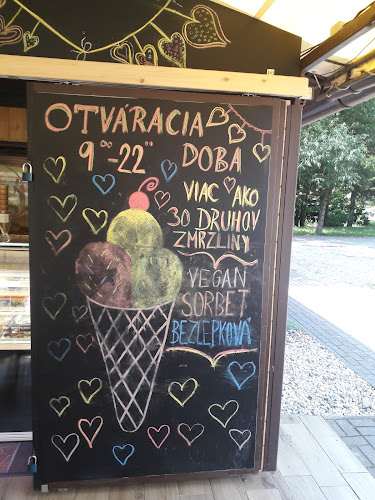 OTVÁRACIA
9⁰⁰-22⁰⁰ DOBA
VIAC AKO
30 DRUHOV
ZMRZLINY
VEGAN
SORBET
BEZLEPKOVÁ